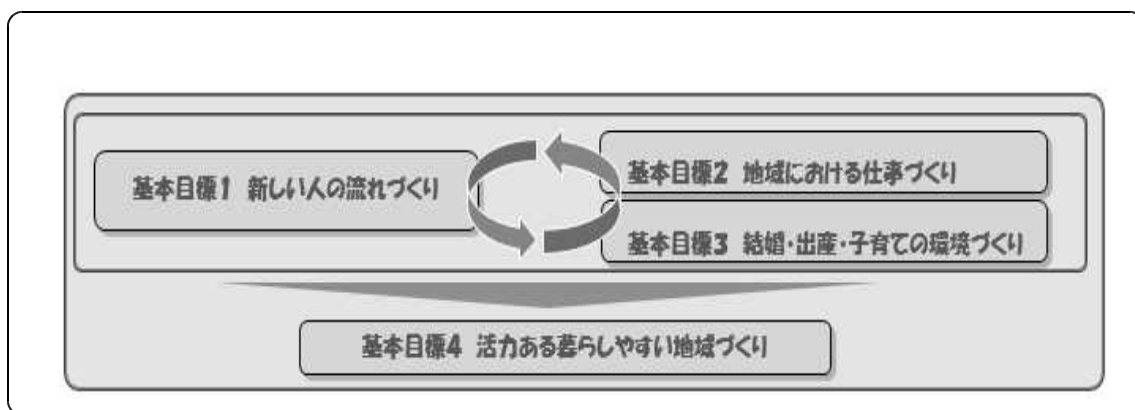 基本目標1 新しい人の流れづくり
基本目標2 地域における仕事づくり
基本目標3 結婚・出産・子育ての環境づくり
基本目標4 活力ある暮らしやすい地域づくり